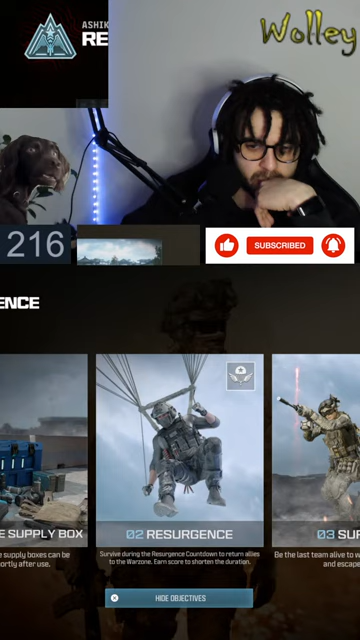 ASHIK
RE
Wolley
216
SUBSCRIBED
ENCE
E SUPPLY BOX
02 RESURGENCE
03 SUR
e supply boxes can be
ortly after use.
Survive during the Resurgence Countdown to return allies
to the Warzone. Earn score to shorten the duration.
Be the last team alive to w
and escape
HIDE OBJECTIVES